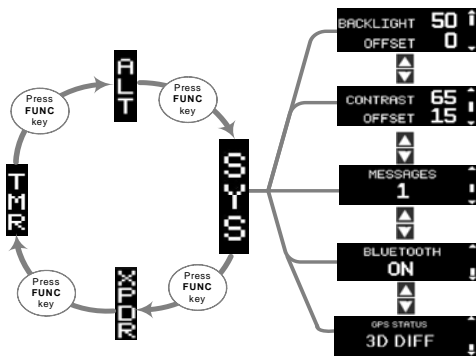 ALT
Press
FUNC
key
Press
FUNC
key
TMR
SYS
Press
FUNC
key
XPDR
Press
FUNC
key
BACKLIGHT 50
OFFSET 0
CONTRAST 65
OFFSET 15
MESSAGES
1
BLUETOOTH
ON
GPS STATUS
3D DIFF